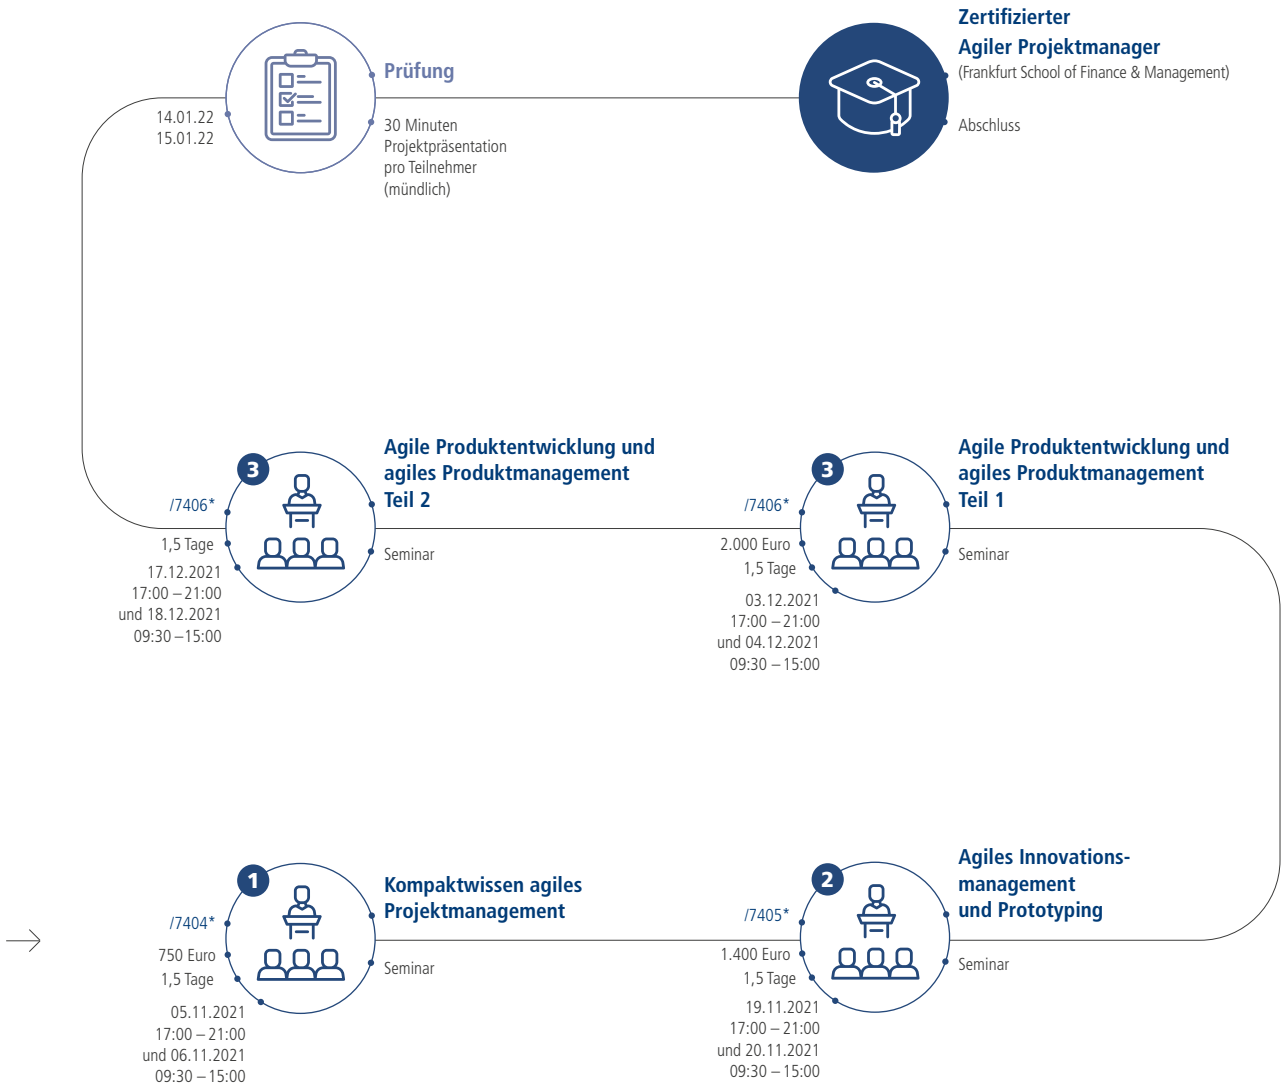 Zertifizierter
Agiler Projektmanager
(Frankfurt School of Finance & Management)
Abschluss
Prüfung
14.01.22
15.01.22
30 Minuten
Projektpräsentation
pro Teilnehmer
(mündlich)
3
Agile Produktentwicklung und
agiles Produktmanagement
Teil 2
/7406*
1,5 Tage
17.12.2021
17:00 – 21:00
und 18.12.2021
09:30 – 15:00
Seminar
3
Agile Produktentwicklung und
agiles Produktmanagement
Teil 1
/7406*
2.000 Euro
1,5 Tage
03.12.2021
17:00 – 21:00
und 04.12.2021
09:30 – 15:00
Seminar
1
Kompaktwissen agiles
Projektmanagement
/7404*
750 Euro
1,5 Tage
05.11.2021
17:00 – 21:00
und 06.11.2021
09:30 – 15:00
Seminar
2
Agiles Innovations-
management
und Prototyping
/7405*
1.400 Euro
1,5 Tage
19.11.2021
17:00 – 21:00
und 20.11.2021
09:30 – 15:00
Seminar